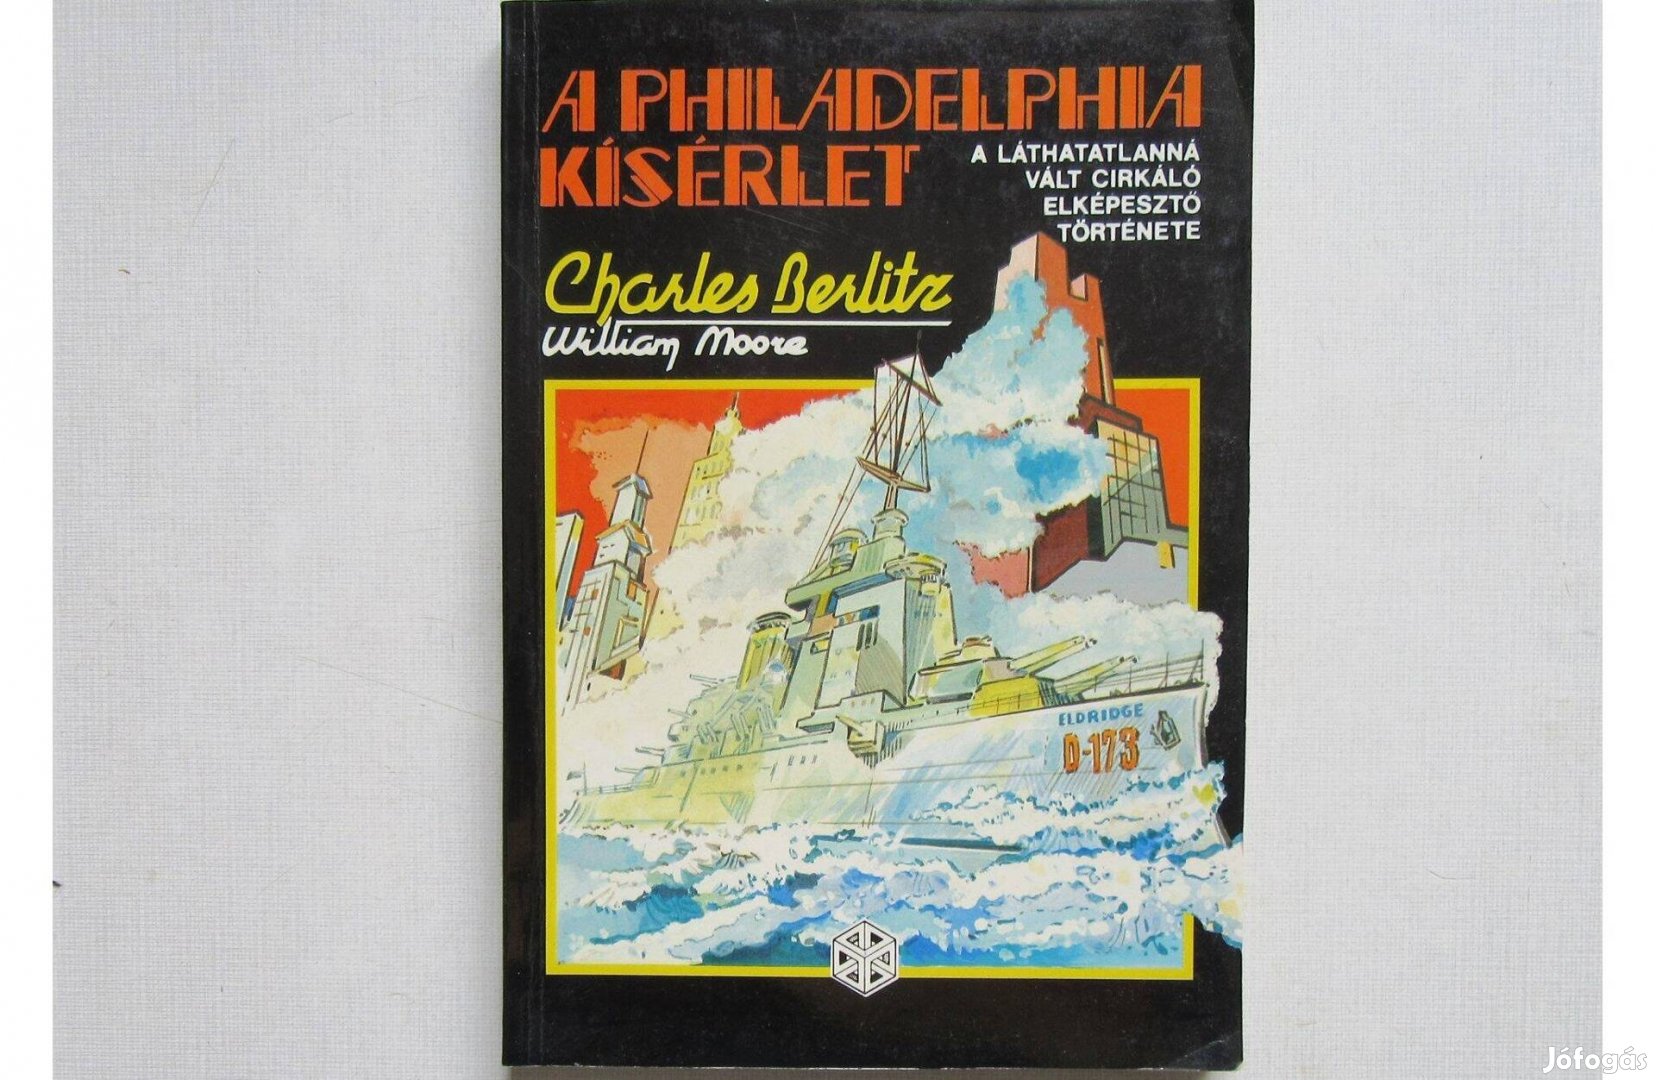 A PHILADELPHIA
KÍSÉRLET
A LÁTHATATLANNÁ
VÁLT CIRKÁLÓ
ELKÉPESZTŐ
TÖRTÉNETE
Charles Berlitz
William Moore
ELDRIDGE
D-173
Jófogás